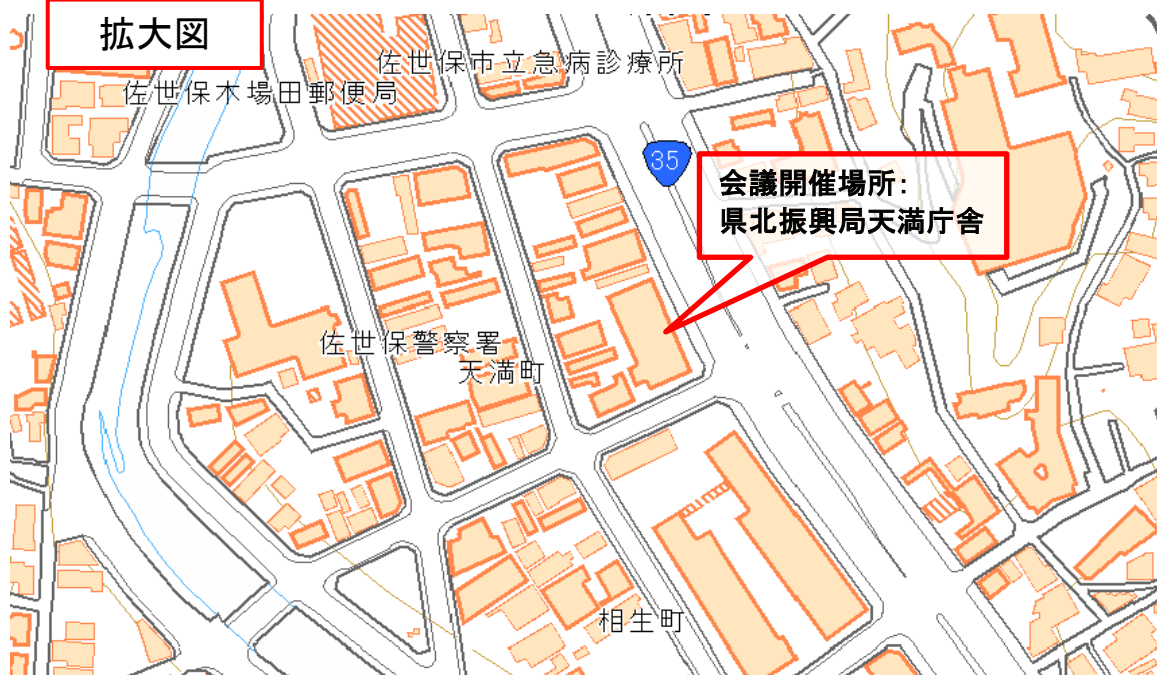 拡大図
佐世保市立急病診療所
佐世保木場田郵便局
35
会議開催場所：
県北振興局天満庁舎
佐世保警察署
天満町
相生町